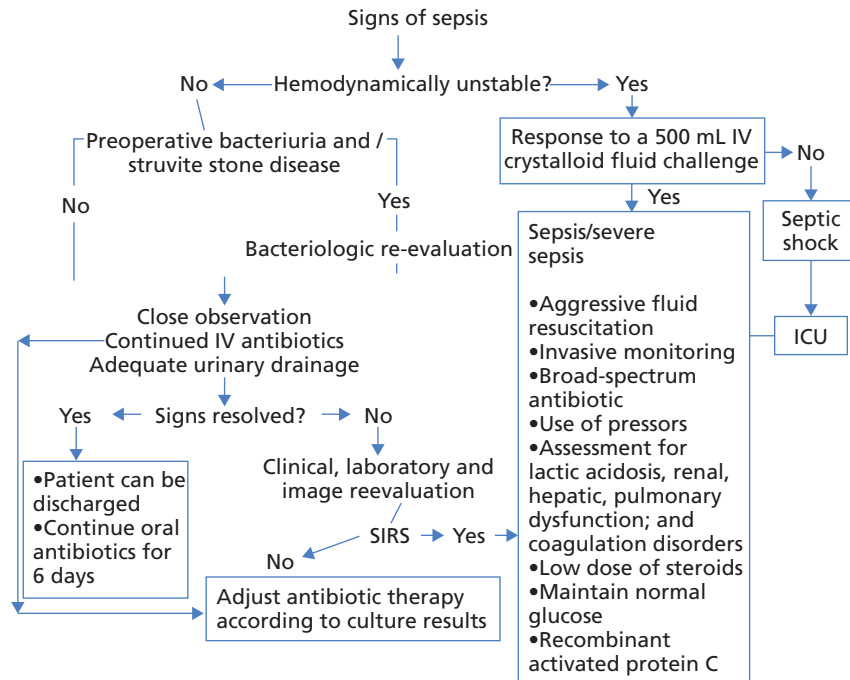 Signs of sepsis
No
Hemodynamically unstable?
Yes
Preoperative bacteriuria and /
struvite stone disease
Response to a 500 mL IV
crystalloid fluid challenge
No
No
Yes
Yes
Septic
shock
ICU
Bacteriologic re-evaluation
Sepsis/severe
sepsis
•Aggressive fluid
resuscitation
•Invasive monitoring
•Broad-spectrum
antibiotic
•Use of pressors
•Assessment for
lactic acidosis, renal,
hepatic, pulmonary
dysfunction; and
coagulation disorders
•Low dose of steroids
•Maintain normal
glucose
•Recombinant
activated protein C
Close observation
Continued IV antibiotics
Adequate urinary drainage
Yes
Signs resolved?
No
•Patient can be
discharged
•Continue oral
antibiotics for
6 days
Clinical, laboratory and
image reevaluation
SIRS
Yes
No
Adjust antibiotic therapy
according to culture results